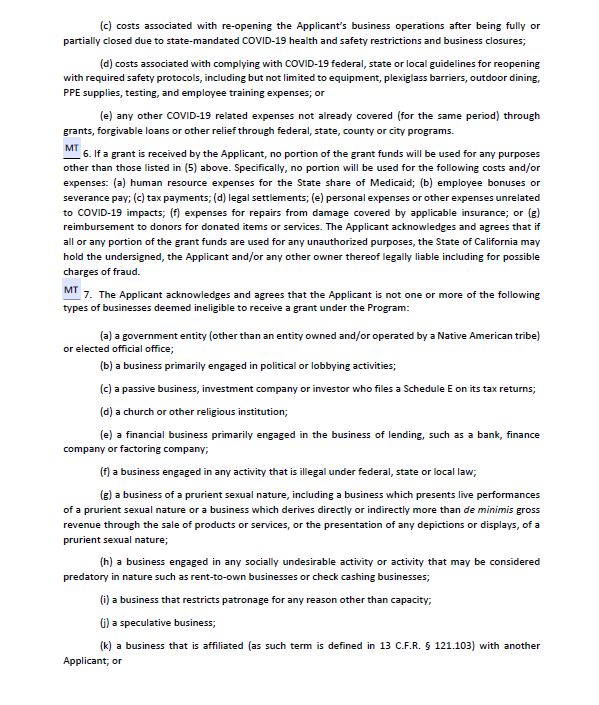 (c) costs associated with re-opening the Applicant's business operations after being fully or
partially closed due to state-mandated COVID-19 health and safety restrictions and business closures;
(d) costs associated with complying with COVID-19 federal, state or local guidelines for reopening
with required safety protocols, including but not limited to equipment, plexiglass barriers, outdoor dining,
PPE supplies, testing, and employee training expenses; or
(e) any other COVID-19 related expenses not already covered (for the same period) through
grants, forgivable loans or other relief through federal, state, county or city programs.
MT 6. If a grant is received by the Applicant, no portion of the grant funds will be used for any purposes
other than those listed in (5) above. Specifically, no portion will be used for the following costs and/or
expenses: (a) human resource expenses for the State share of Medicaid; (b) employee bonuses or
severance pay; (c) tax payments; (d) legal settlements; (e) personal expenses or other expenses unrelated
to COVID-19 impacts; (f) expenses for repairs from damage covered by applicable insurance; or (g)
reimbursement to donors for donated items or services. The Applicant acknowledges and agrees that if
all or any portion of the grant funds are used for any unauthorized purposes, the State of California may
hold the undersigned, the Applicant and/or any other owner thereof legally liable including for possible
charges of fraud.
MT 7. The Applicant acknowledges and agrees that the Applicant is not one or more of the following
types of businesses deemed ineligible to receive a grant under the Program:
(a) a government entity (other than an entity owned and/or operated by a Native American tribe)
or elected official office;
(b) a business primarily engaged in political or lobbying activities;
(c) a passive business, investment company or investor who files a Schedule E on its tax returns;
(d) a church or other religious institution;
(e) a financial business primarily engaged in the business of lending, such as a bank, finance
company or factoring company;
(f) a business engaged in any activity that is illegal under federal, state or local law;
(g) a business of a prurient sexual nature, including a business which presents live performances
of a prurient sexual nature or a business which derives directly or indirectly more than de minimis gross
revenue through the sale of products or services, or the presentation of any depictions or displays, of a
prurient sexual nature;
(h) a business engaged in any socially undesirable activity or activity that may be considered
predatory in nature such as rent-to-own businesses or check cashing businesses;
(i) a business that restricts patronage for any reason other than capacity;
(j) a speculative business;
(k) a business that is affiliated (as such term is defined in 13 C.F.R. § 121.103) with another
Applicant; or